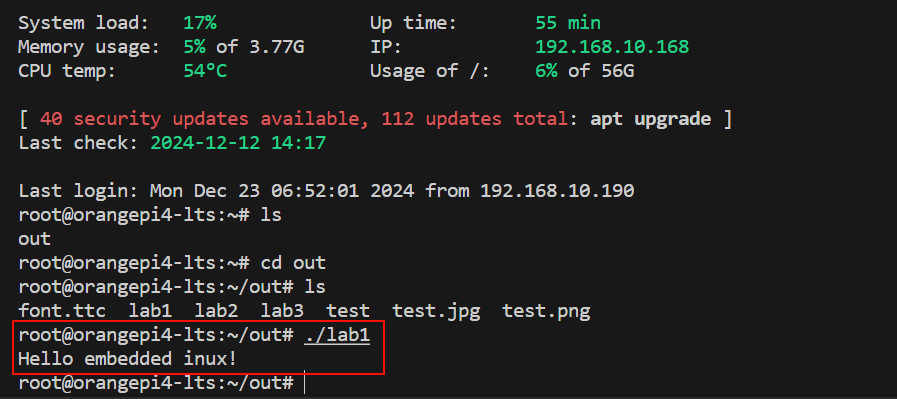 System load:   17%              Up time:       55 min
Memory usage:  5% of 3.77G      IP:            192.168.10.168
CPU temp:      54°C             Usage of /:    6% of 56G
[ 40 security updates available, 112 updates total: apt upgrade ]
Last check: 2024-12-12 14:17
Last login: Mon Dec 23 06:52:01 2024 from 192.168.10.190
root@orangepi4-lts:~# ls
out
root@orangepi4-lts:~# cd out
root@orangepi4-lts:~/out# ls
font.ttc  lab1  lab2  lab3  test  test.jpg  test.png
root@orangepi4-lts:~/out# ./lab1
Hello embedded inux!
root@orangepi4-lts:~/out#